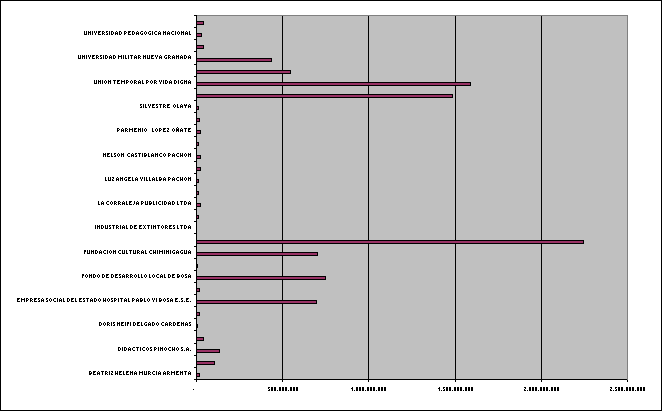 UNIVERSIDAD PEDAGOGICA NACIONAL
UNIVERSIDAD MILITAR NUEVA GRANADA
UNION TEMPORAL POR VIDA DIGNA
SILVESTRE OLAYA
PARMENIO LOPEZ OÑATE
NELSON CASTIBLANCO PACHON
LUZ ANGELA VILLALBA PACHON
LA CORRALEJA PUBLICIDAD LTDA
INDUSTRIAL DE EXTINTORES LTDA
FUNDACION CULTURAL CHIMINIGAGUA
FONDO DE DESARROLLO LOCAL DE BOSA
EMPRESA SOCIAL DEL ESTADO HOSPITAL PABLO VI BOSA E.S.E.
DORIS NEIFI DELGADO CARDENAS
DIDACTICOS PINOCHO S.A.
BEATRIZ HELENA MURCIA ARMENTA
- 500.000.000 1.000.000.000 1.500.000.000 2.000.000.000 2.500.000.000